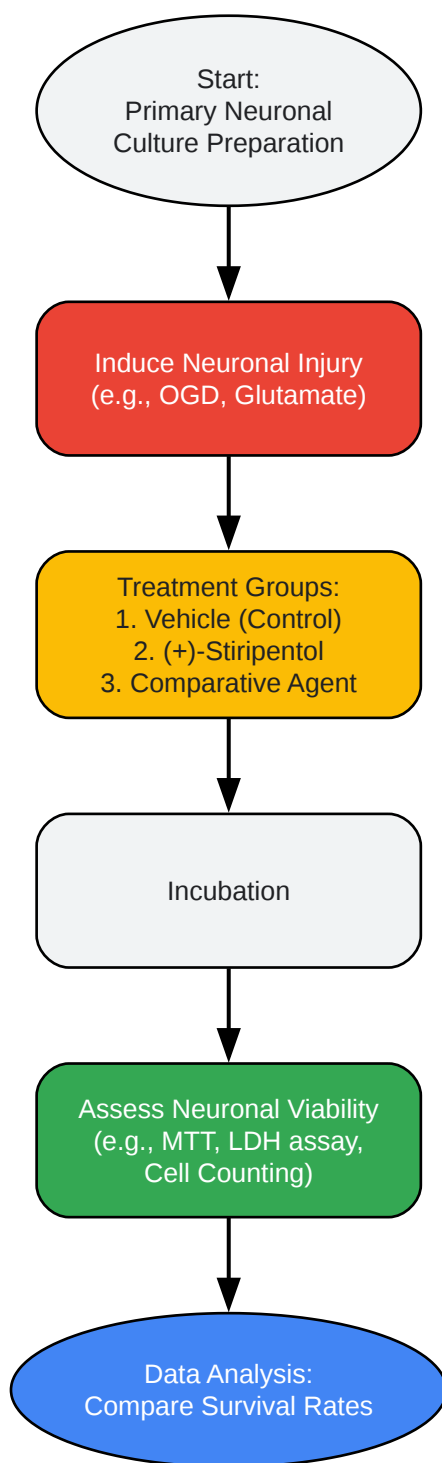 Start:
Primary Neuronal
Culture Preparation
Induce Neuronal Injury
(e.g., OGD, Glutamate)
Treatment Groups:
1. Vehicle (Control)
2. (+)-Stiripentol
3. Comparative Agent
Incubation
Assess Neuronal Viability
(e.g., MTT, LDH assay,
Cell Counting)
Data Analysis:
Compare Survival Rates